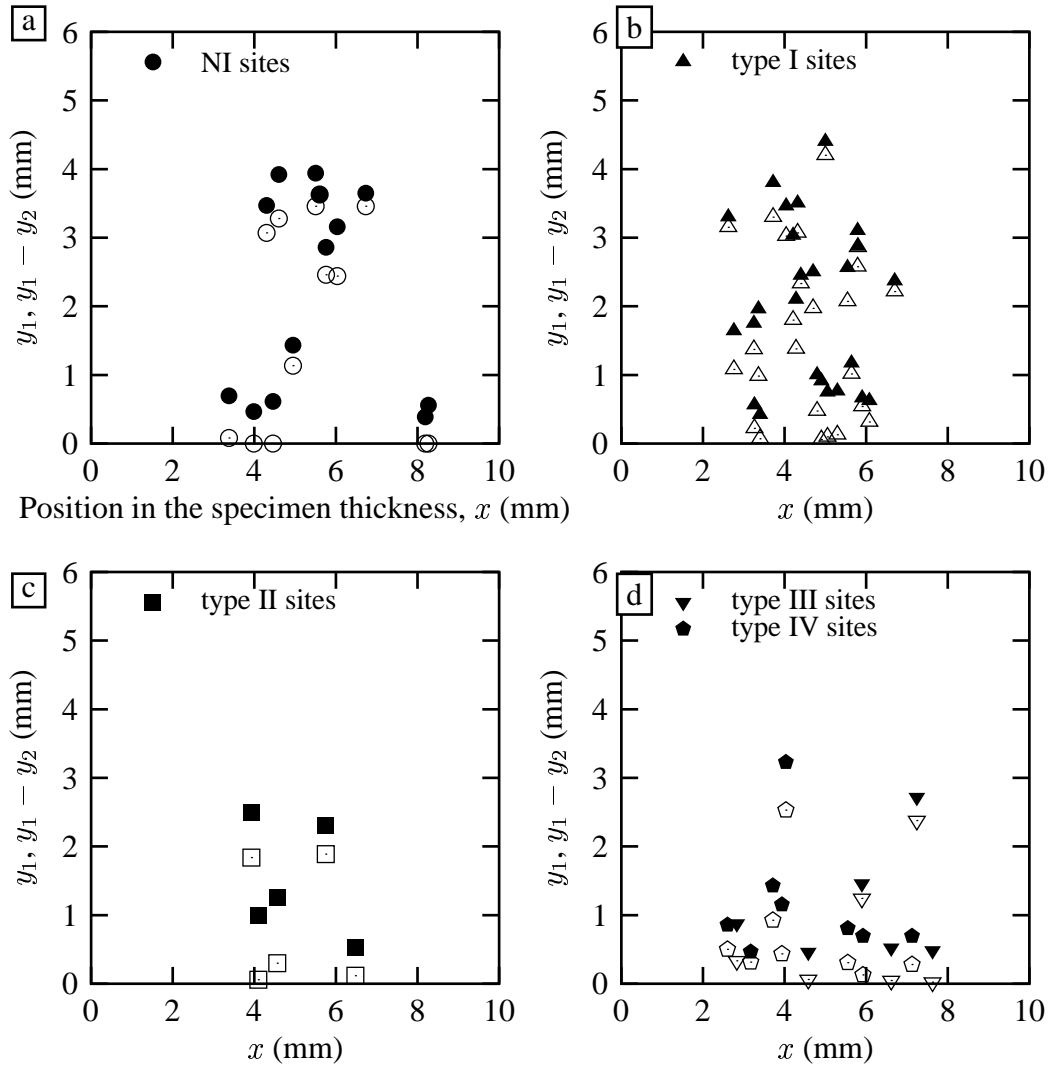 a
6
5
4
3
2
1
0
y₁, y₁ − y₂ (mm)
NI sites
0 2 4 6 8 10
Position in the specimen thickness, x (mm)
b
6
5
4
3
2
1
0
y₁, y₁ − y₂ (mm)
type I sites
0 2 4 6 8 10
x (mm)
c
6
5
4
3
2
1
0
y₁, y₁ − y₂ (mm)
type II sites
0 2 4 6 8 10
x (mm)
d
6
5
4
3
2
1
0
y₁, y₁ − y₂ (mm)
type III sites
type IV sites
0 2 4 6 8 10
x (mm)